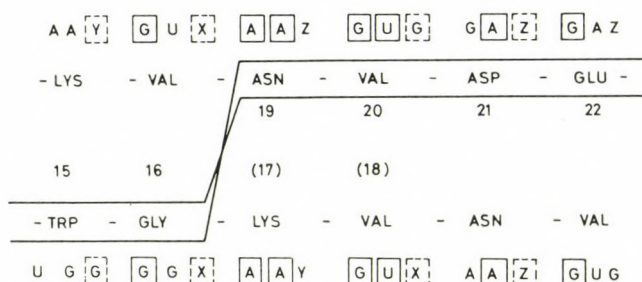 A A Y G U X A A Z G U G G A Z G A Z
- LYS - VAL - ASN - VAL - ASP - GLU -
19 20 21 22
15 16 (17) (18)
- TRP - GLY - LYS - VAL - ASN - VAL
U G G G G X A A Y G U X A A Z G U G